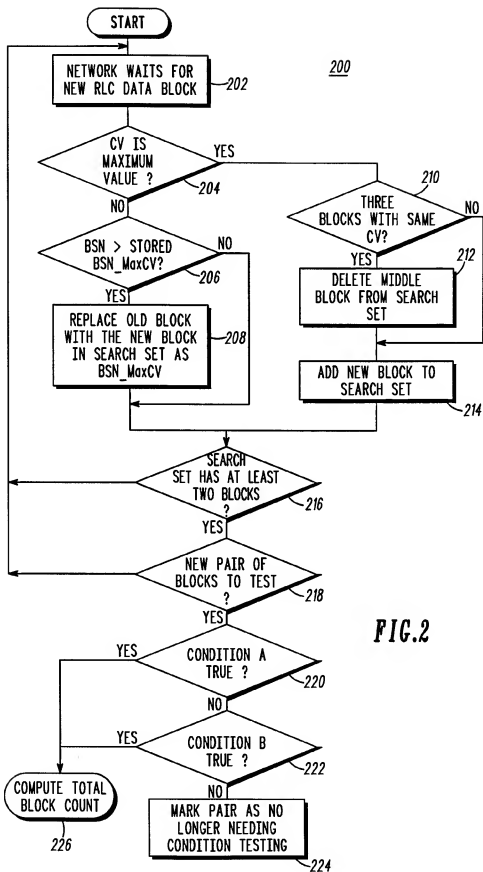 START
200
NETWORK WAITS FOR
NEW RLC DATA BLOCK
202
CV IS
MAXIMUM
VALUE ?
YES
204
NO
210
THREE
BLOCKS WITH SAME
CV?
NO
YES
212
BSN > STORED
BSN_MaxCV?
NO
206
YES
DELETE MIDDLE
BLOCK FROM SEARCH
SET
REPLACE OLD BLOCK
WITH THE NEW BLOCK
IN SEARCH SET AS
BSN_MaxCV
208
ADD NEW BLOCK TO
SEARCH SET
214
SEARCH
SET HAS AT LEAST
TWO BLOCKS
?
216
YES
NEW PAIR OF
BLOCKS TO TEST
?
218
YES
FIG.2
YES
CONDITION A
TRUE ?
220
NO
YES
CONDITION B
TRUE ?
222
NO
COMPUTE TOTAL
BLOCK COUNT
226
MARK PAIR AS NO
LONGER NEEDING
CONDITION TESTING
224